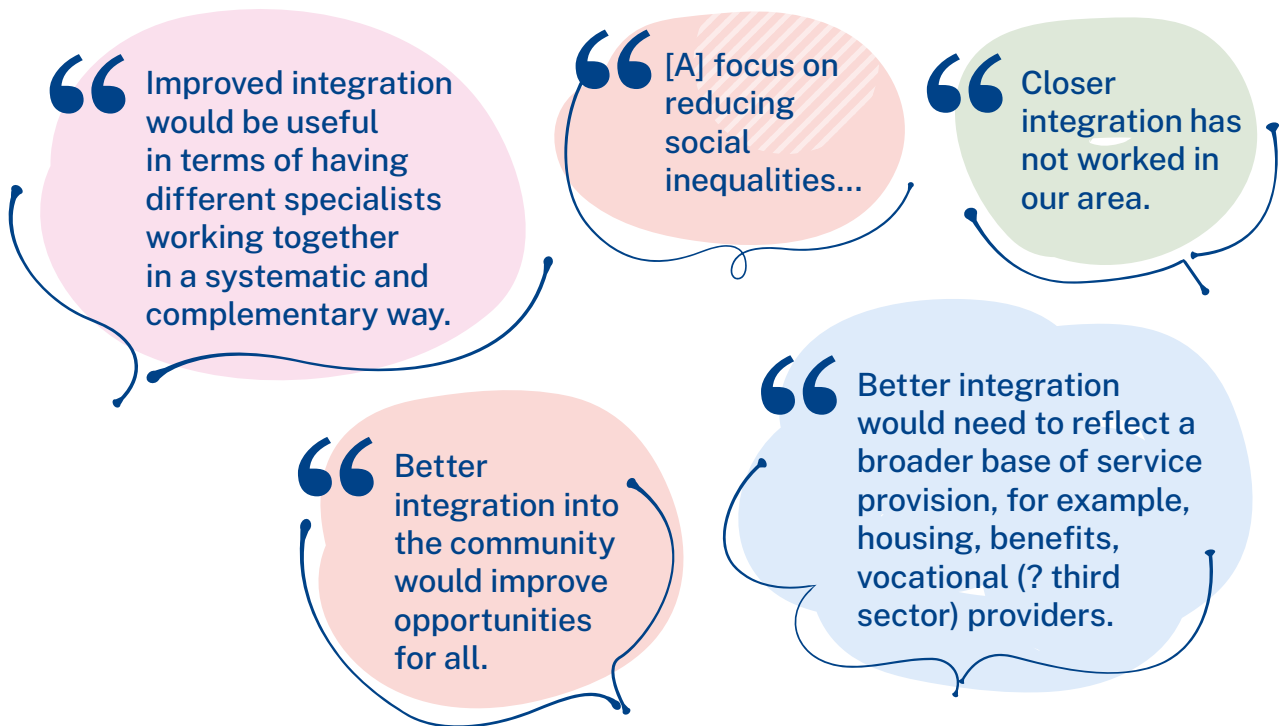 “ Improved integration
would be useful
in terms of having
different specialists
working together
in a systematic and
complementary way.
“ [A] focus on
reducing
social
inequalities...
“ Closer
integration has
not worked in
our area.
“ Better
integration into
the community
would improve
opportunities
for all.
“ Better integration
would need to reflect a
broader base of service
provision, for example,
housing, benefits,
vocational (? third
sector) providers.